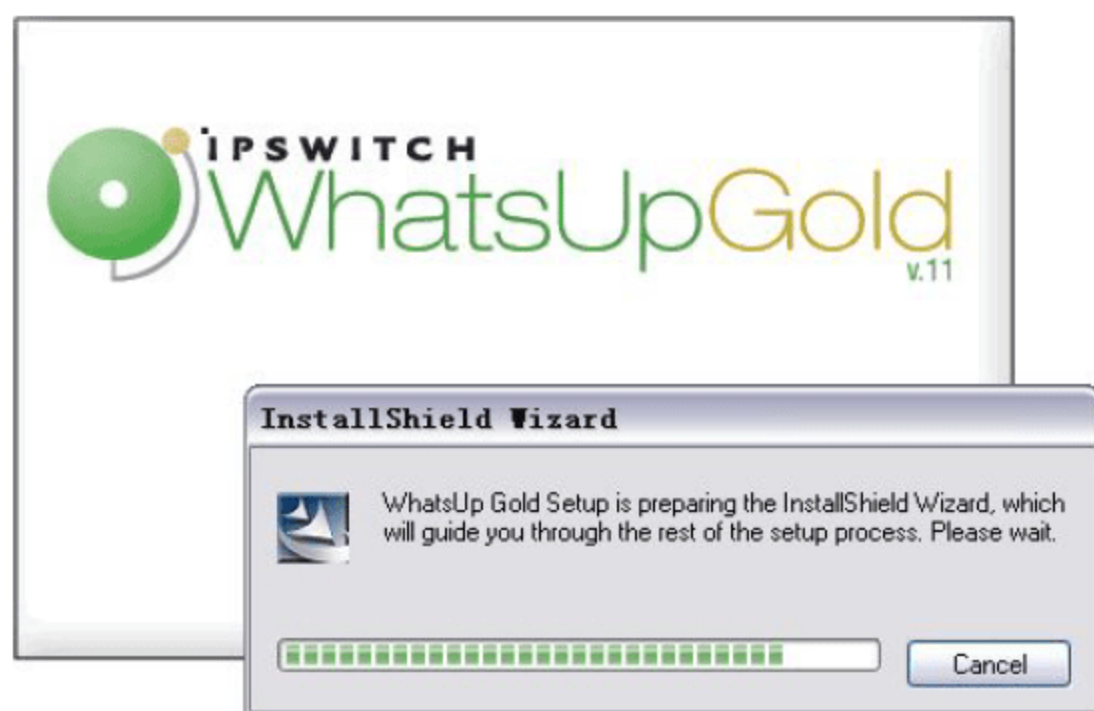 IPSWITCH
WhatsUpGold
v.11
InstallShield Wizard
WhatsUp Gold Setup is preparing the InstallShield Wizard, which
will guide you through the rest of the setup process. Please wait.
Cancel